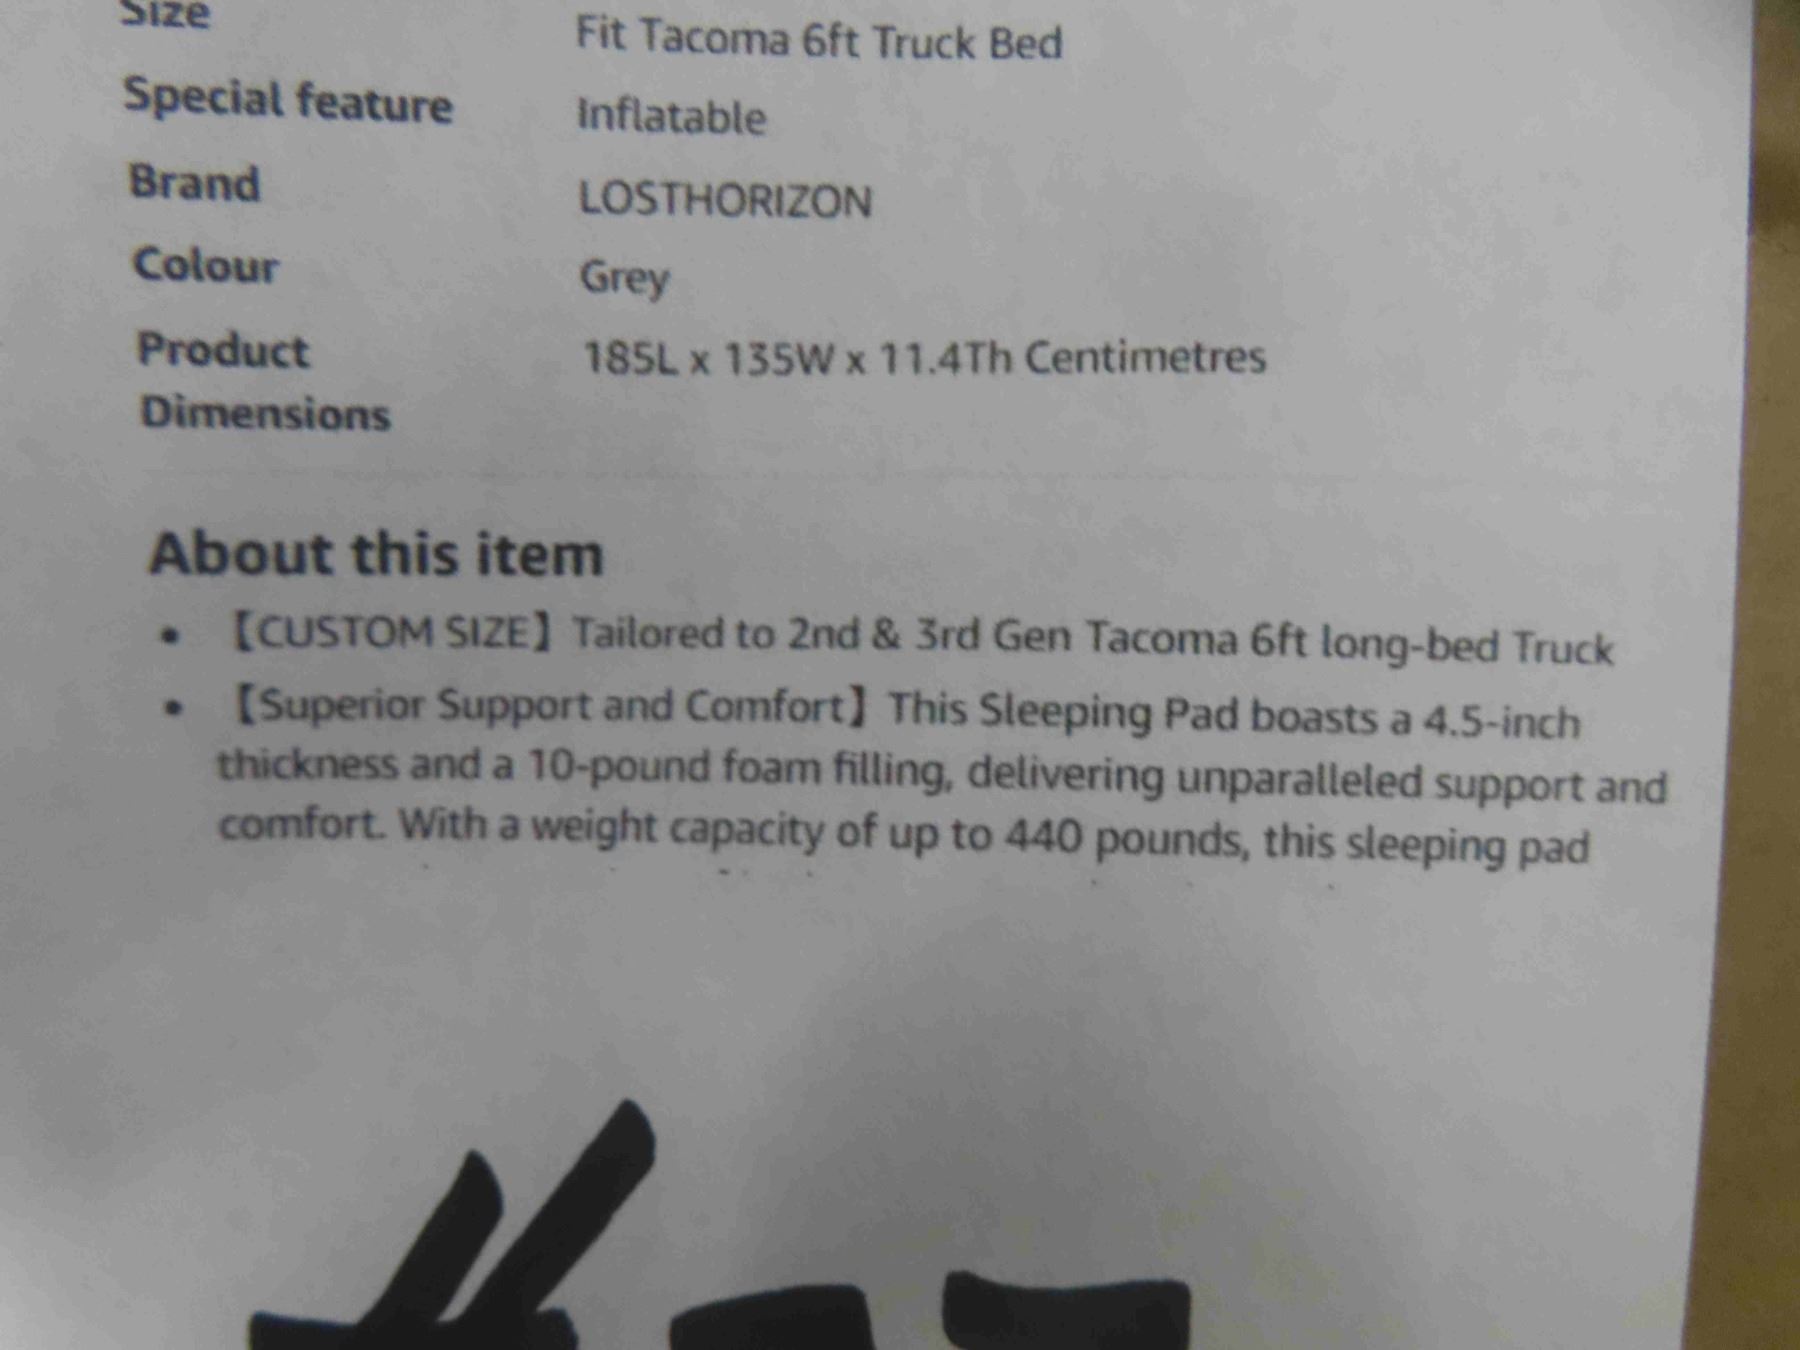 Size Fit Tacoma 6ft Truck Bed
Special feature Inflatable
Brand LOSTHORIZON
Colour Grey
Product 185L x 135W x 11.4Th Centimetres
Dimensions
About this item
• 【CUSTOM SIZE】Tailored to 2nd & 3rd Gen Tacoma 6ft long-bed Truck
• 【Superior Support and Comfort】This Sleeping Pad boasts a 4.5-inch
thickness and a 10-pound foam filling, delivering unparalleled support and
comfort. With a weight capacity of up to 440 pounds, this sleeping pad